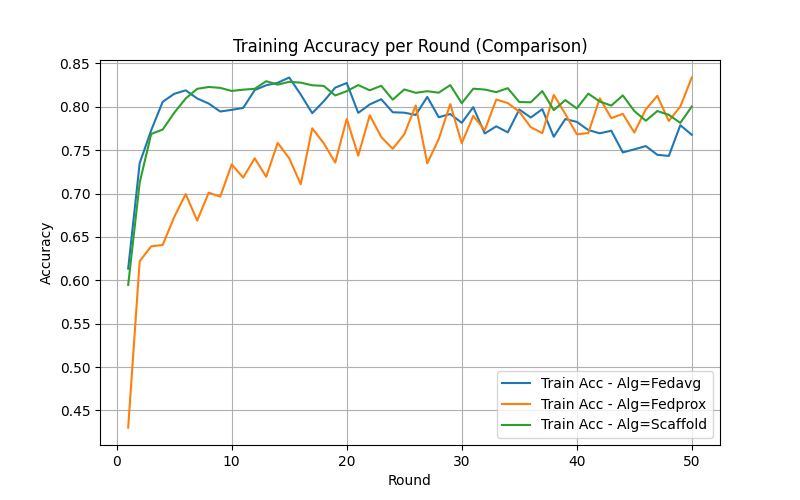 Training Accuracy per Round (Comparison)
0.85
0.80
0.75
0.70
0.65
0.60
0.55
0.50
0.45
Accuracy
Train Acc - Alg=Fedavg
Train Acc - Alg=Fedprox
Train Acc - Alg=Scaffold
0 10 20 30 40 50
Round